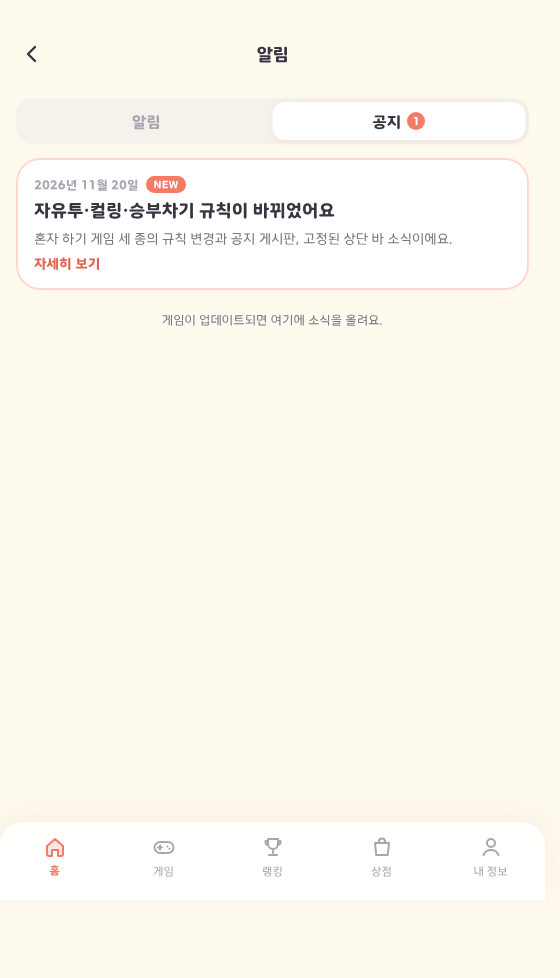 알림
알림 공지 1
2026년 11월 20일 NEW
자유투·컬링·승부차기 규칙이 바뀌었어요
혼자 하기 게임 세 종의 규칙 변경과 공지 게시판, 고정된 상단 바 소식이에요.
자세히 보기
게임이 업데이트되면 여기에 소식을 올려요.
홈 게임 랭킹 상점 내 정보